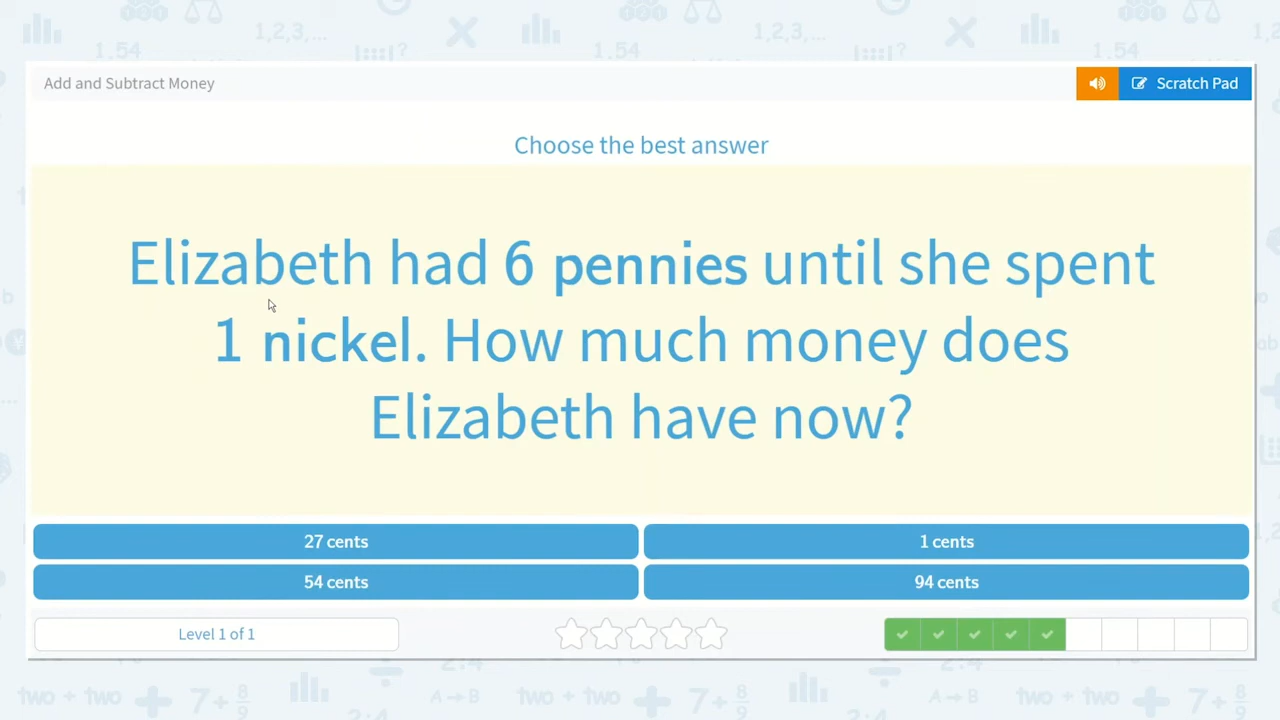 Add and Subtract Money
Scratch Pad
Choose the best answer
Elizabeth had 6 pennies until she spent
1 nickel. How much money does
Elizabeth have now?
27 cents
1 cents
54 cents
94 cents
Level 1 of 1